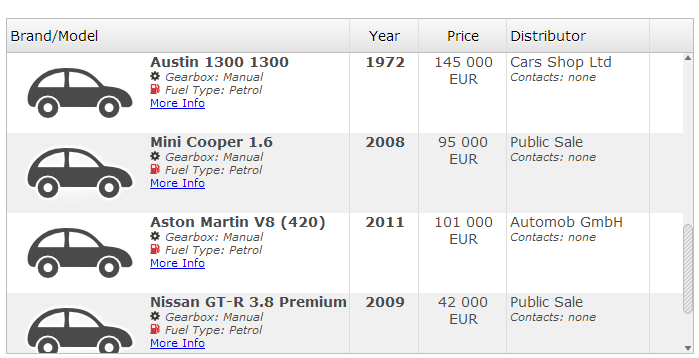 Brand/Model Year Price Distributor
Austin 1300 1300 1972 145 000 Cars Shop Ltd
Gearbox: Manual EUR Contacts: none
Fuel Type: Petrol
More Info
Mini Cooper 1.6 2008 95 000 Public Sale
Gearbox: Manual EUR Contacts: none
Fuel Type: Petrol
More Info
Aston Martin V8 (420) 2011 101 000 Automob GmbH
Gearbox: Manual EUR Contacts: none
Fuel Type: Petrol
More Info
Nissan GT-R 3.8 Premium 2009 42 000 Public Sale
Gearbox: Manual EUR Contacts: none
Fuel Type: Petrol
More Info